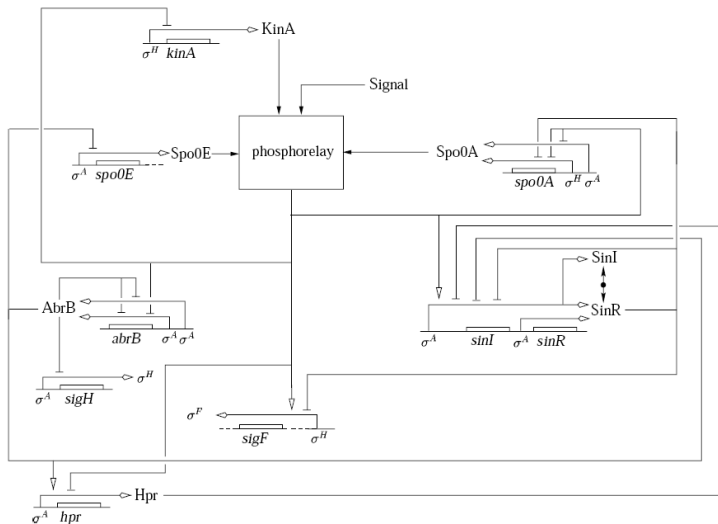 KinA
σH kinA
Signal
phosphorelay
Spo0E
σA spo0E
Spo0A
spo0A σH σA
SinI
AbrB
SinR
abrB σA σA
σA sinI σA sinR
σH
σA sigH
σF
sigF σH
Hpr
σA hpr